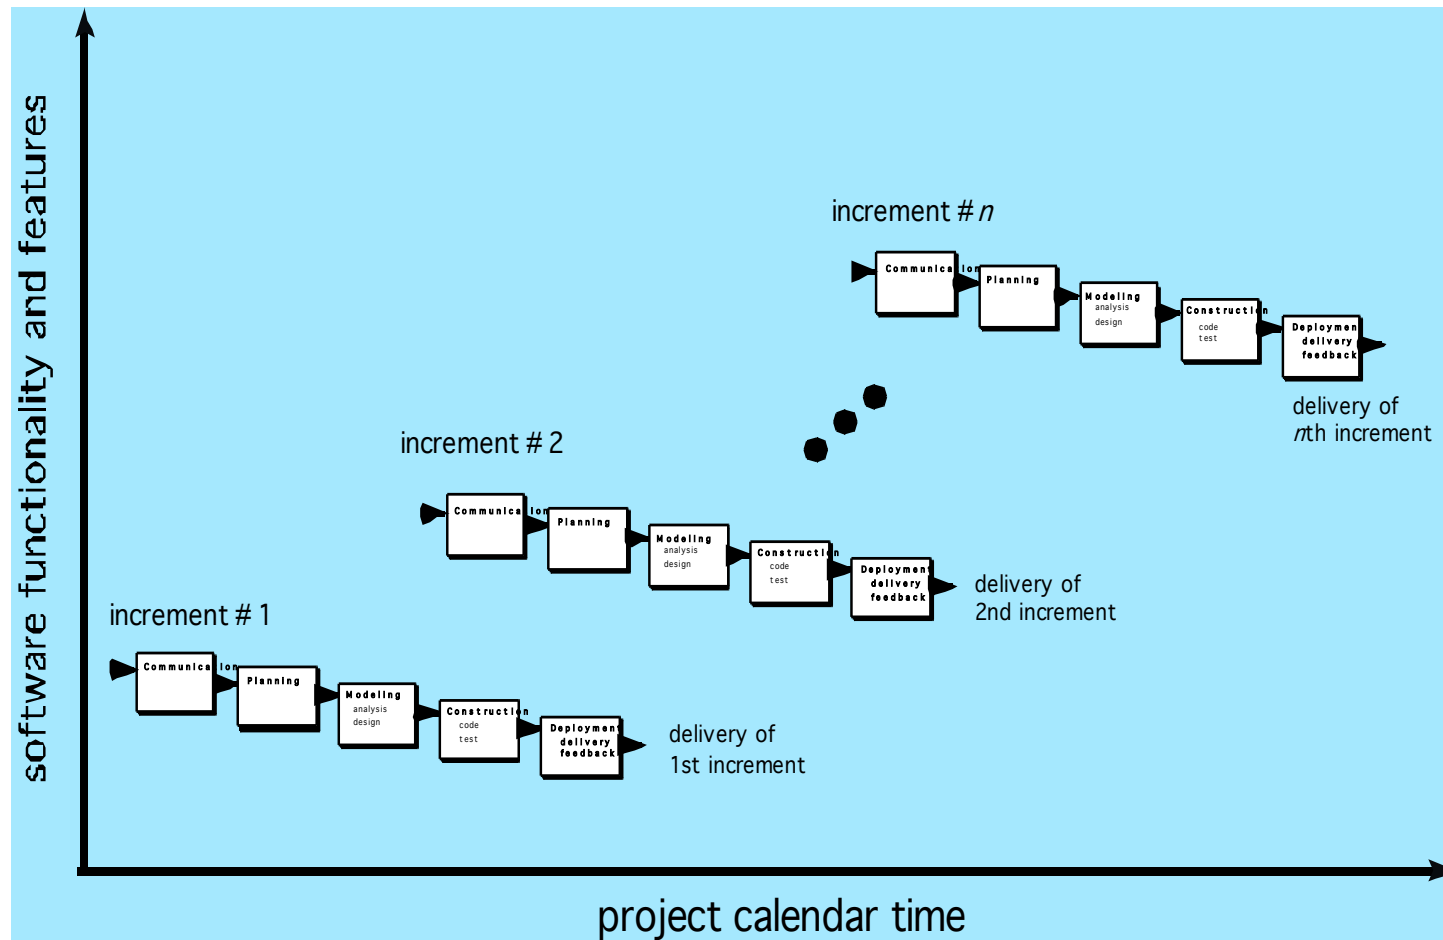 software functionality and features
increment # n
Communication
Planning
Modeling
analysis
design
Construction
code
test
Deploymen
delivery
feedback
delivery of
nth increment
increment # 2
Communication
Planning
Modeling
analysis
design
Construction
code
test
Deployment
delivery
feedback
delivery of
2nd increment
increment # 1
Communication
Planning
Modeling
analysis
design
Construction
code
test
Deployment
delivery
feedback
delivery of
1st increment
project calendar time